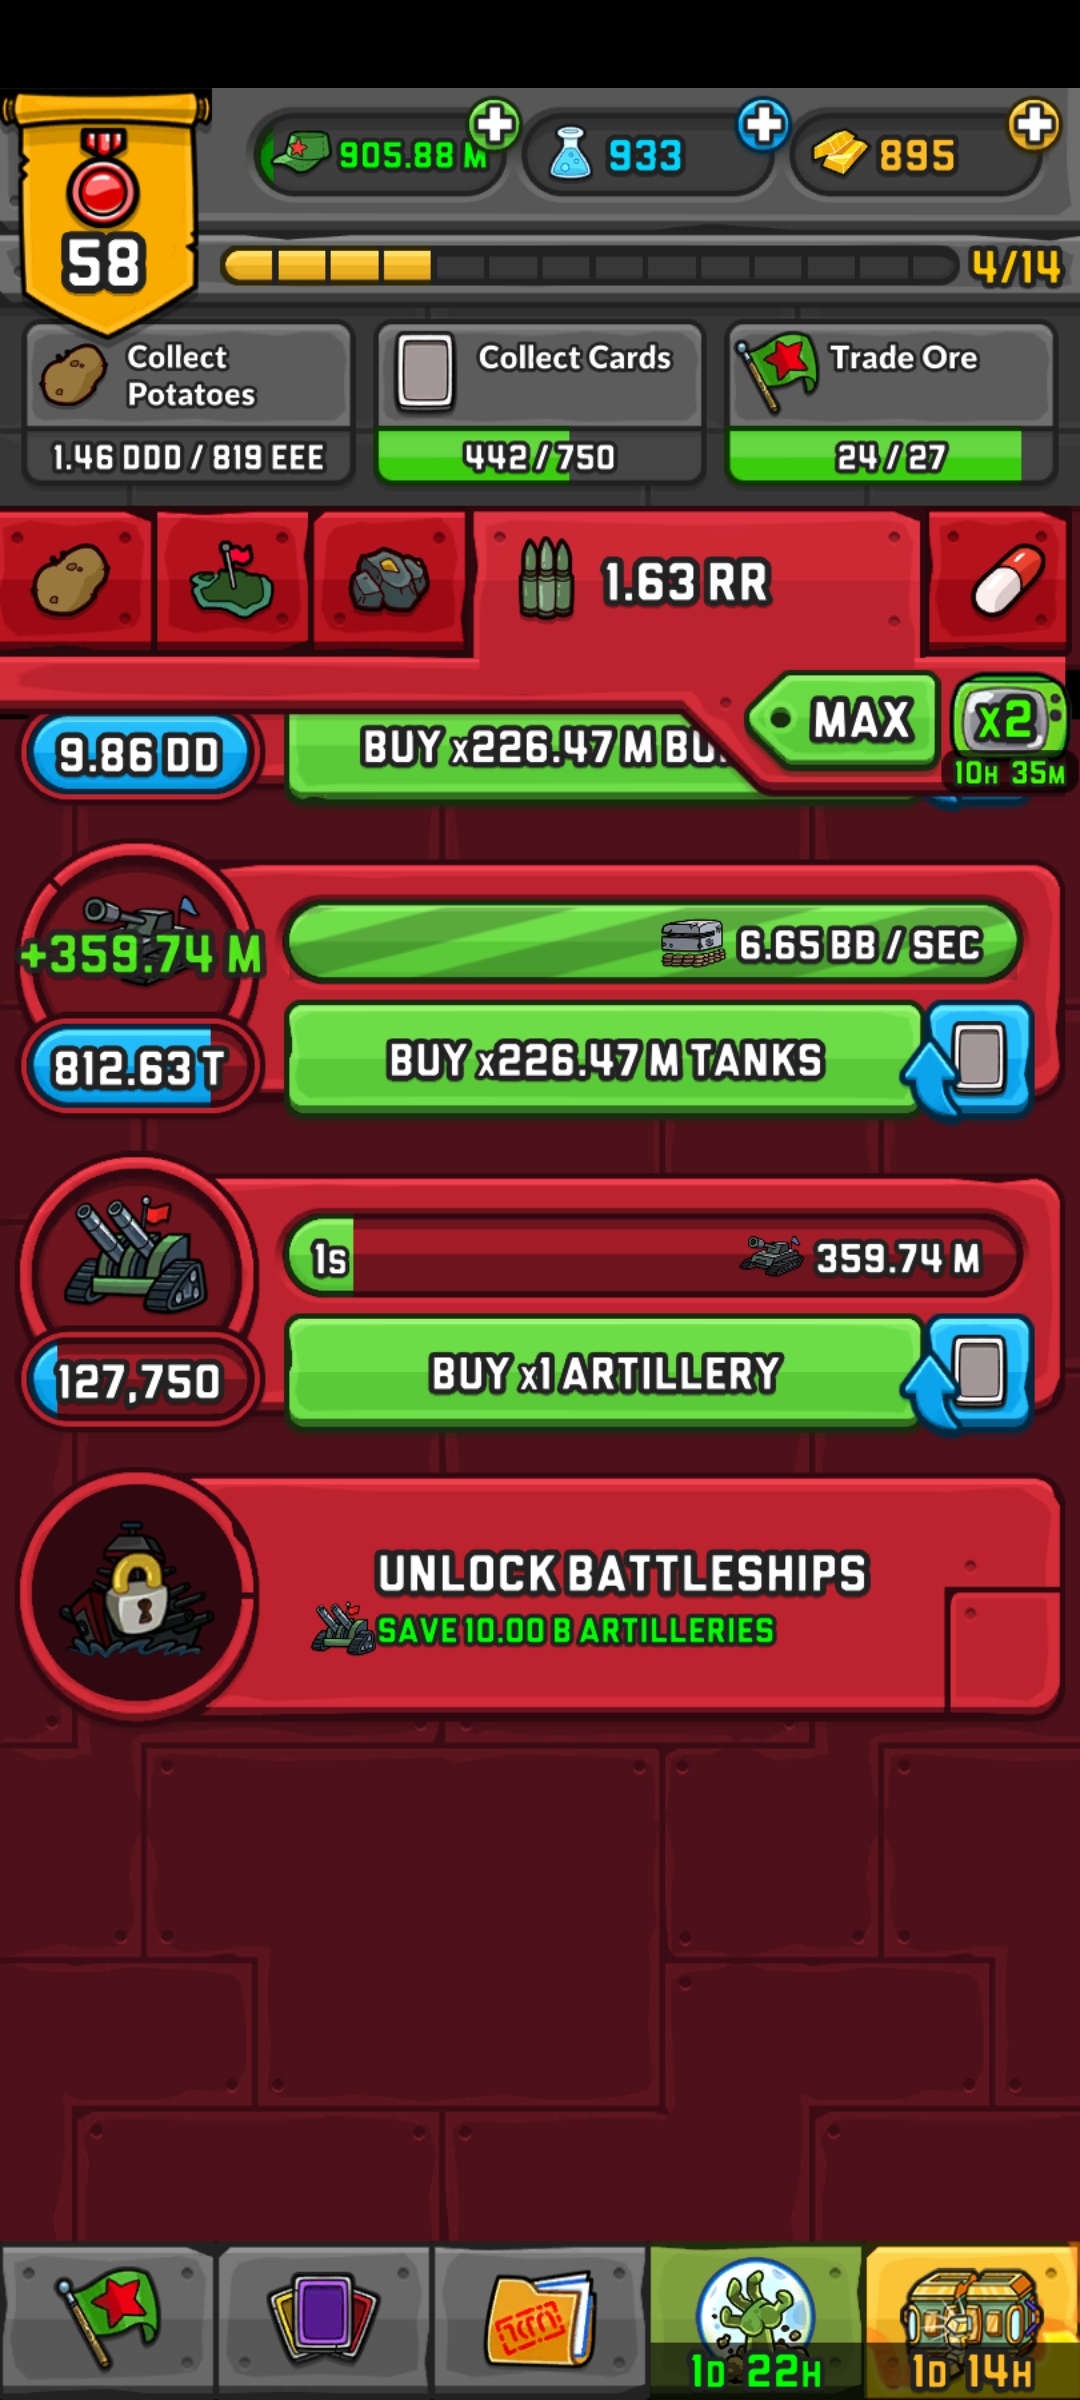 905.88 M
933
895
58
4/14
Collect
Potatoes
Collect Cards
Trade Ore
1.46 DDD / 819 EEE
442 / 750
24 / 27
1.63 RR
MAX
x2
10H 35M
9.86 DD
BUY x226.47 M BU
+359.74 M
6.65 BB / SEC
812.63 T
BUY x226.47 M TANKS
1s
359.74 M
127,750
BUY x1 ARTILLERY
UNLOCK BATTLESHIPS
SAVE 10.00 B ARTILLERIES
1D 22H
1D 14H